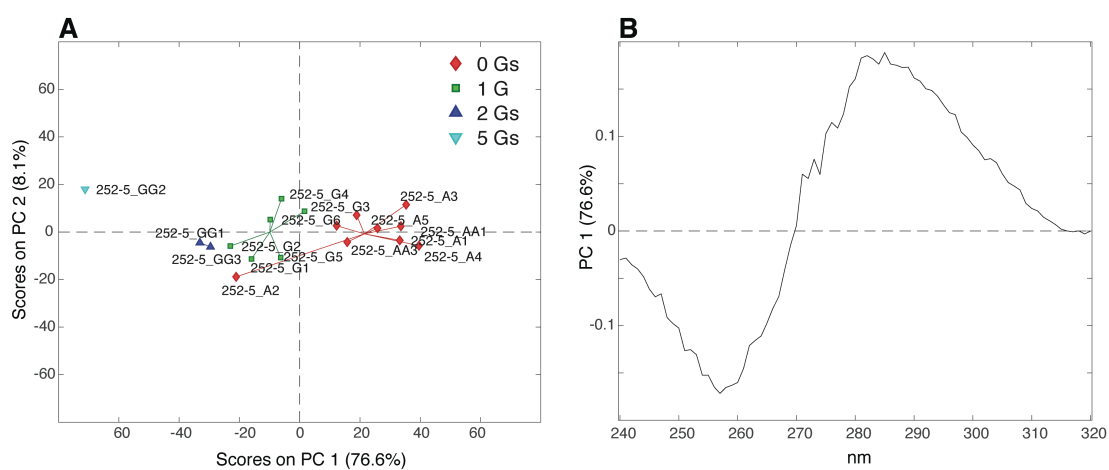 A
0 Gs
1 G
2 Gs
5 Gs
60
40
20
0
-20
-40
-60
Scores on PC 2 (8.1%)
252-5_GG2
252-5_G4
252-5_A3
252-5_G3
252-5_G6
252-5_A5
252-5_GG1
252-5_AA1
252-5_G2
252-5_A1
252-5_GG3
252-5_G5
252-5_AA3
252-5_A4
252-5_G1
252-5_A2
60 -40 -20 0 20 40 60
Scores on PC 1 (76.6%)
B
0.1
0
-0.1
PC 1 (76.6%)
240 250 260 270 280 290 300 310 320
nm